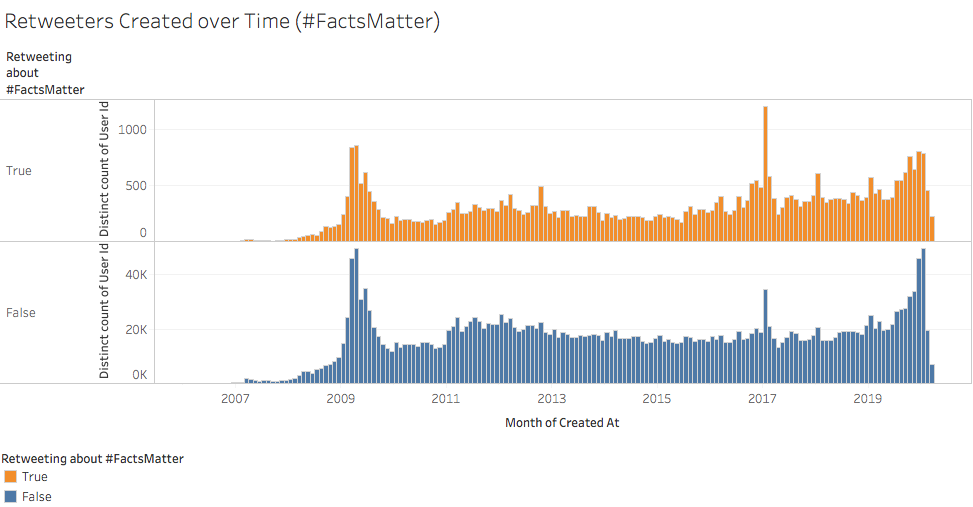 Retweeters Created over Time (#FactsMatter)
Retweeting
about
#FactsMatter
True
Distinct count of User Id
1000
500
0
False
Distinct count of User Id
40K
20K
0K
2007 2009 2011 2013 2015 2017 2019
Month of Created At
Retweeting about #FactsMatter
True
False